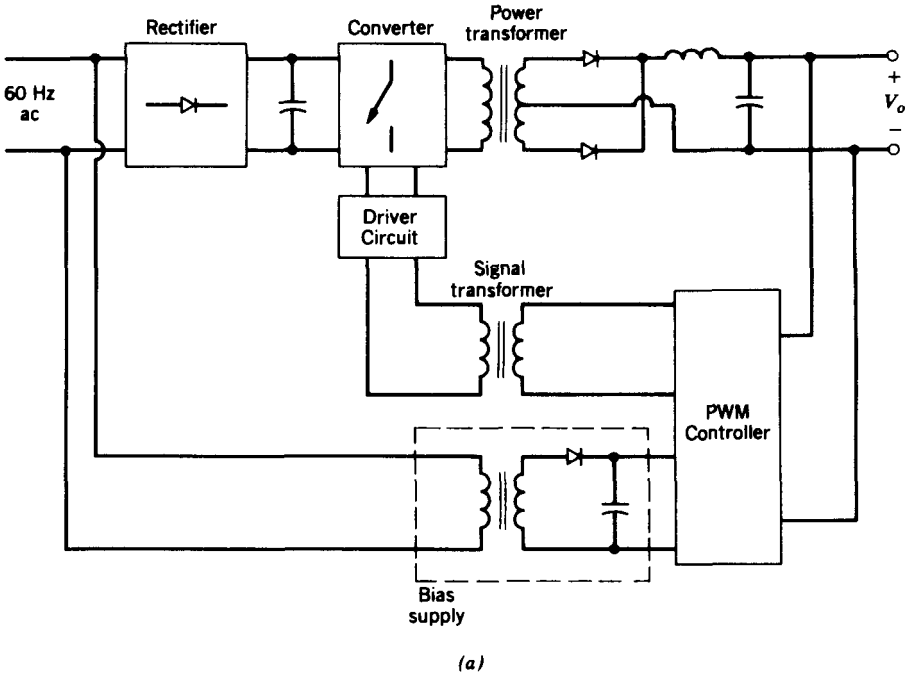 Rectifier
Converter
Power
transformer
60 Hz
ac
+
V_o
−
Driver
Circuit
Signal
transformer
PWM
Controller
Bias
supply
(a)